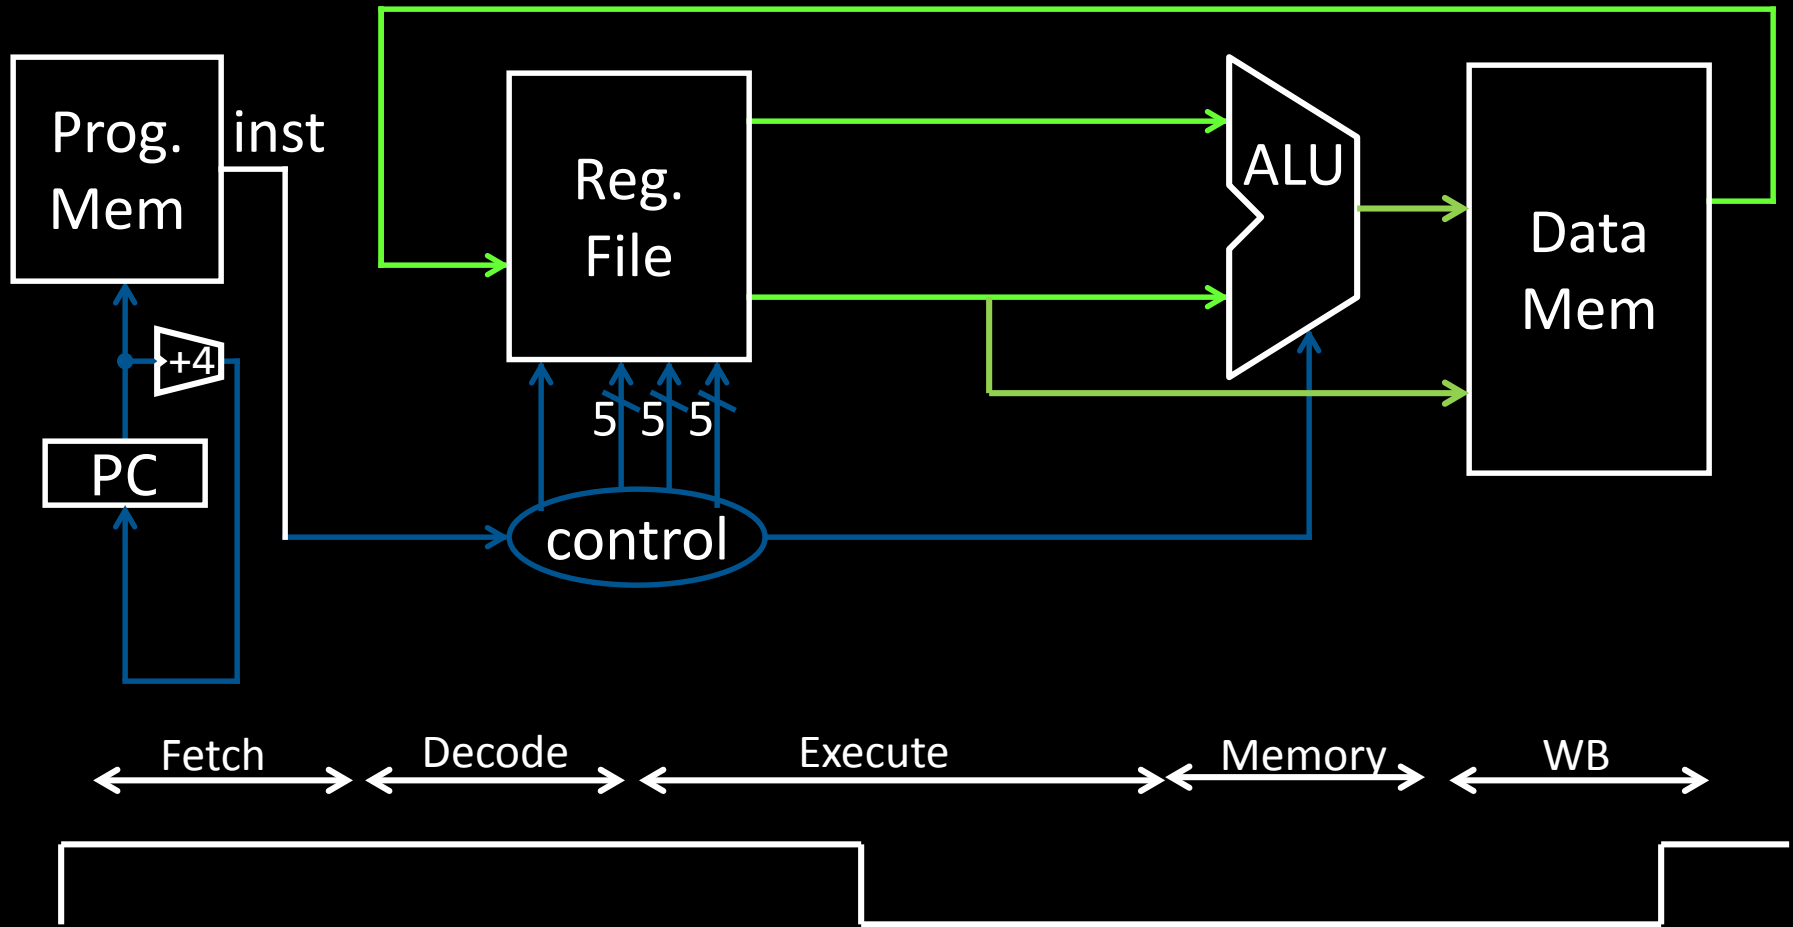 Prog.
Mem
inst
Reg.
File
ALU
Data
Mem
+4
5 5 5
PC
control
Fetch
Decode
Execute
Memory
WB